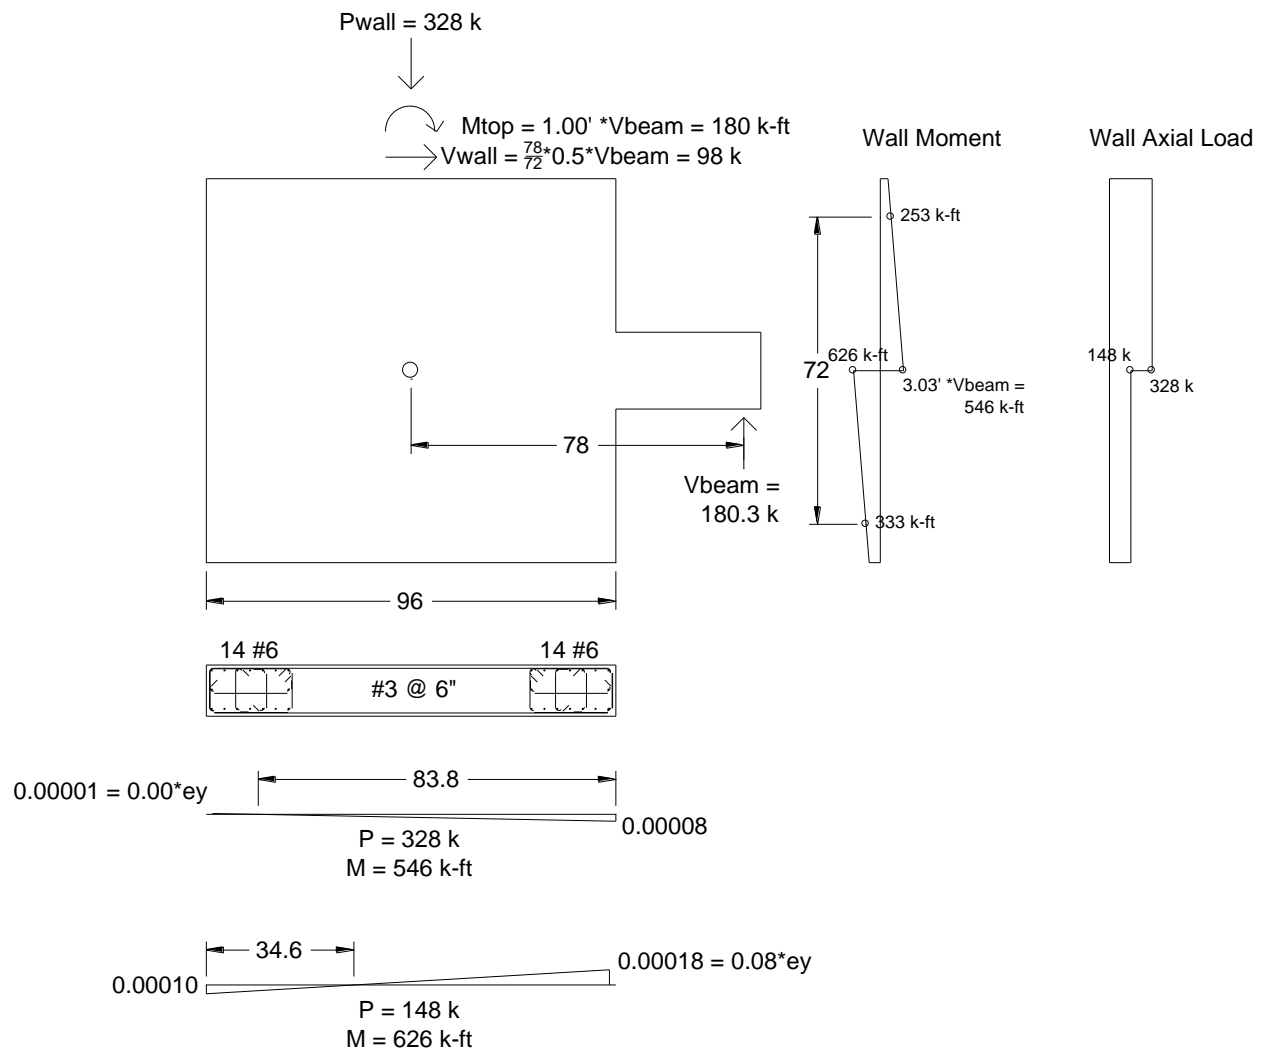 Pwall = 328 k
Mtop = 1.00' *Vbeam = 180 k-ft
Vwall = 78/72*0.5*Vbeam = 98 k
Wall Moment
Wall Axial Load
253 k-ft
72
626 k-ft
3.03' *Vbeam =
546 k-ft
148 k
328 k
78
Vbeam =
180.3 k
333 k-ft
96
14 #6
14 #6
#3 @ 6"
83.8
0.00001 = 0.00*ey
0.00008
P = 328 k
M = 546 k-ft
34.6
0.00018 = 0.08*ey
0.00010
P = 148 k
M = 626 k-ft